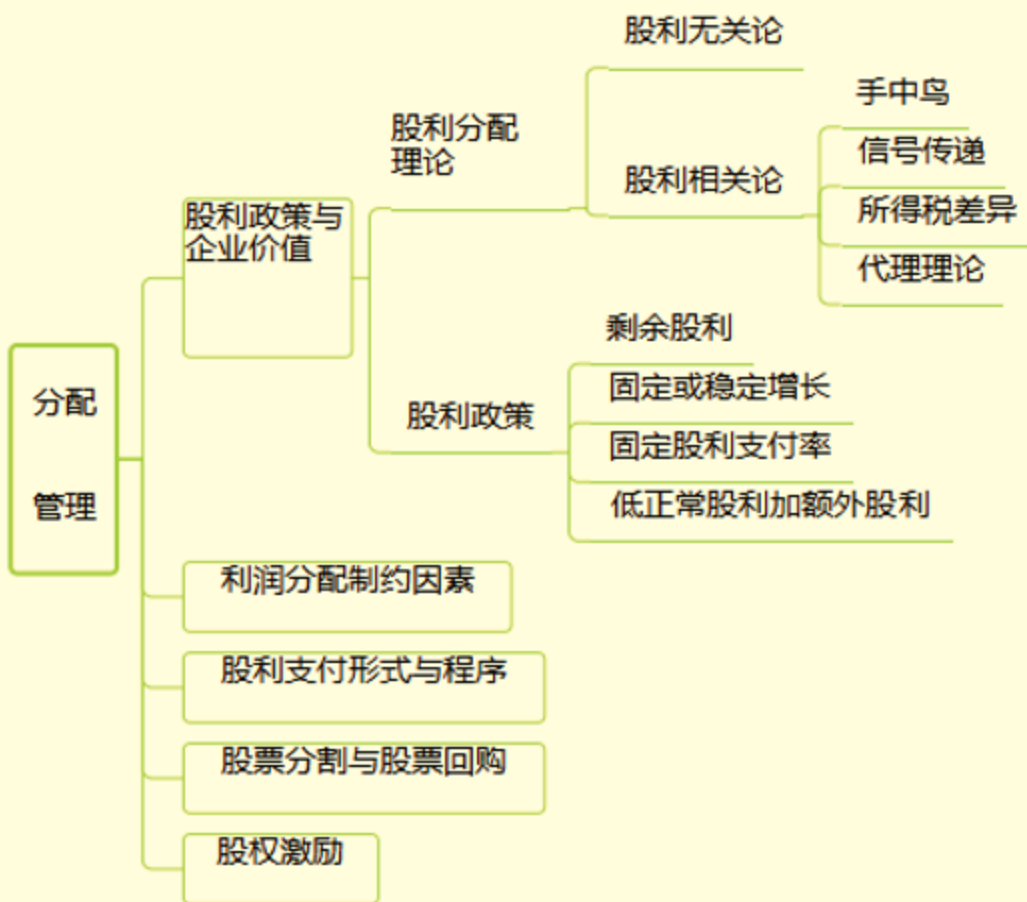 分配
管理
股利政策与
企业价值
股利分配
理论
股利无关论
股利相关论
手中鸟
信号传递
所得税差异
代理理论
股利政策
剩余股利
固定或稳定增长
固定股利支付率
低正常股利加额外股利
利润分配制约因素
股利支付形式与程序
股票分割与股票回购
股权激励